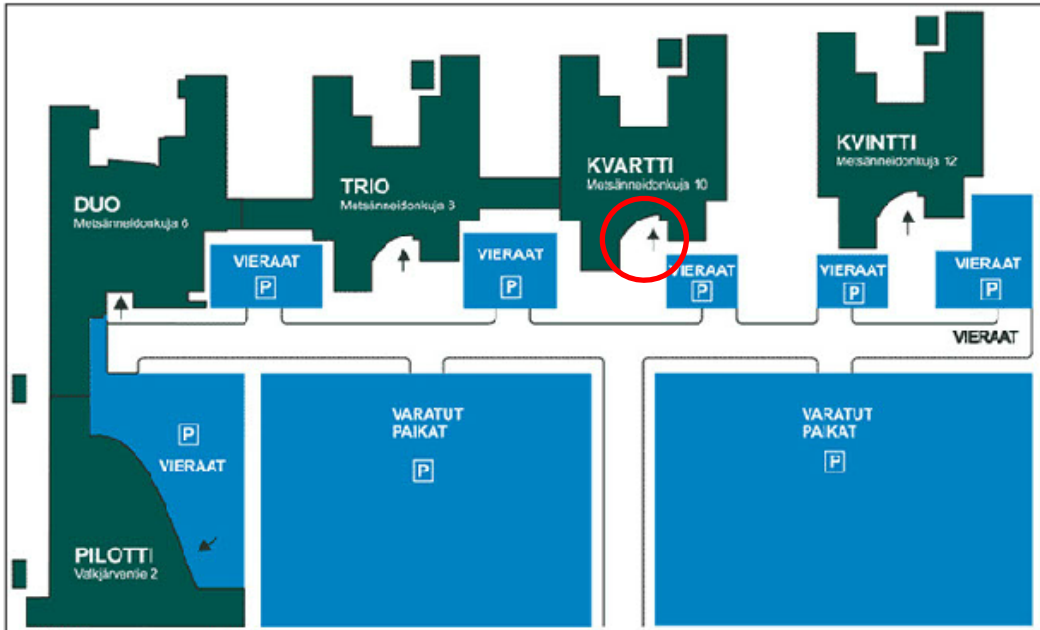 DUO
Metsänneidonkuja 6
TRIO
Metsänneidonkuja 3
KVARTTI
Metsänneidonkuja 10
KVINTTI
Metsänneidonkuja 12
VIERAAT
P
VIERAAT
P
VIERAAT
P
VIERAAT
P
VIERAAT
P
VIERAAT
P
VIERAAT
VARATUT
PAIKAT
P
VARATUT
PAIKAT
P
PILOTTI
Valkjärventie 2